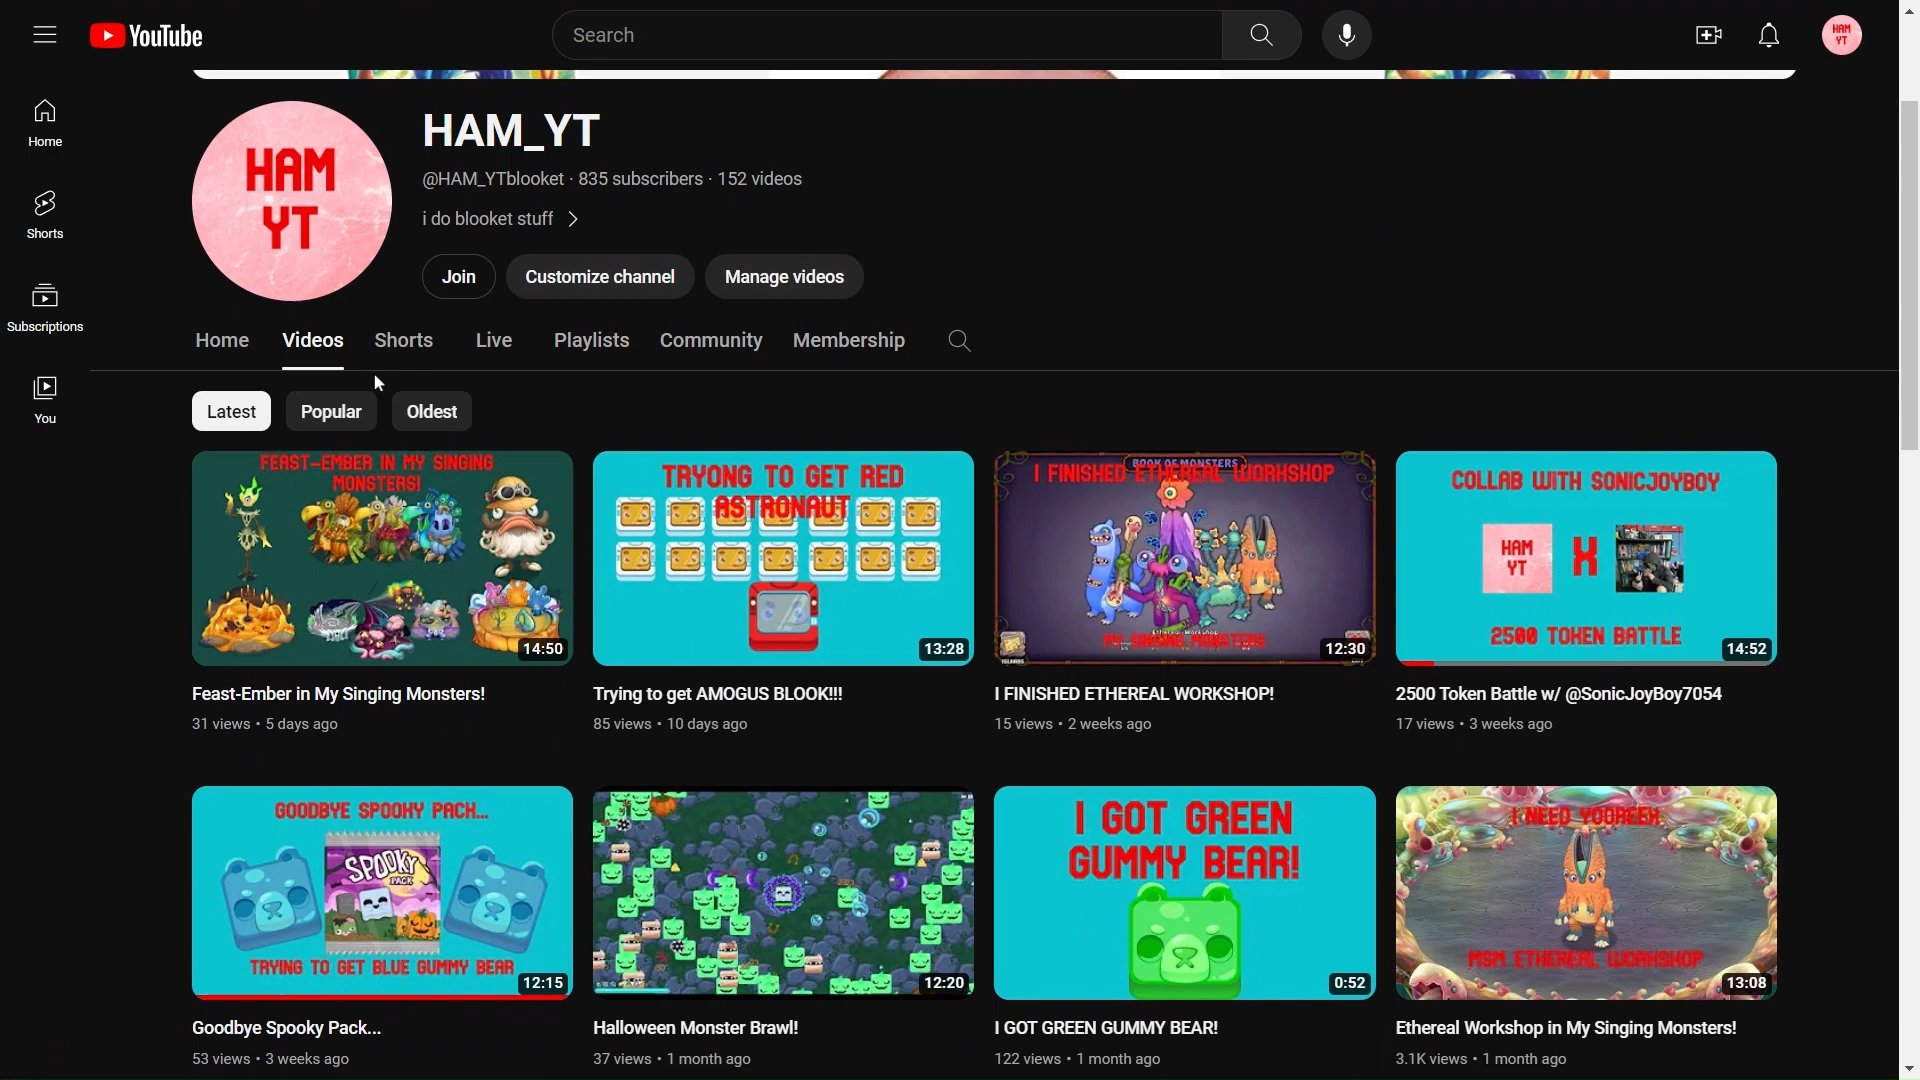 YouTube
Search
HAM
YT
Home
Shorts
Subscriptions
You
HAM
YT
HAM_YT
@HAM_YTblooket · 835 subscribers · 152 videos
i do blooket stuff
Join
Customize channel
Manage videos
Home
Videos
Shorts
Live
Playlists
Community
Membership
Latest
Popular
Oldest
FEAST-EMBER IN MY SINGING
MONSTERS!
14:50
TRYONG TO GET RED
ASTRONAUT
13:28
BOOK OF MONSTERS
I FINISHED ETHEREAL WORKSHOP
Ethereal Workshop
MY SINGING MONSTERS
ISLANDS
12:30
COLLAB WITH SONICJOYBOY
HAM
YT
X
2500 TOKEN BATTLE
14:52
Feast-Ember in My Singing Monsters!
31 views • 5 days ago
Trying to get AMOGUS BLOOK!!!
85 views • 10 days ago
I FINISHED ETHEREAL WORKSHOP!
15 views • 2 weeks ago
2500 Token Battle w/ @SonicJoyBoy7054
17 views • 3 weeks ago
GOODBYE SPOOKY PACK...
SPOOKY
PACK
TRYING TO GET BLUE GUMMY BEAR
12:15
12:20
I GOT GREEN
GUMMY BEAR!
0:52
I NEED YOOREEK
MSM ETHEREAL WORKSHOP
13:08
Goodbye Spooky Pack...
53 views • 3 weeks ago
Halloween Monster Brawl!
37 views • 1 month ago
I GOT GREEN GUMMY BEAR!
122 views • 1 month ago
Ethereal Workshop in My Singing Monsters!
3.1K views • 1 month ago